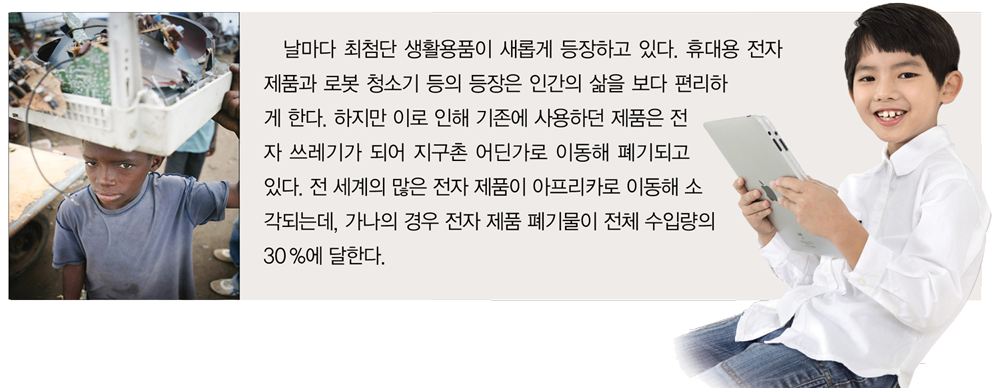 날마다 최첨단 생활용품이 새롭게 등장하고 있다. 휴대용 전자
제품과 로봇 청소기 등의 등장은 인간의 삶을 보다 편리하
게 한다. 하지만 이로 인해 기존에 사용하던 제품은 전
자 쓰레기가 되어 지구촌 어딘가로 이동해 폐기되고
있다. 전 세계의 많은 전자 제품이 아프리카로 이동해 소
각되는데, 가나의 경우 전자 제품 폐기물이 전체 수입량의
30 %에 달한다.